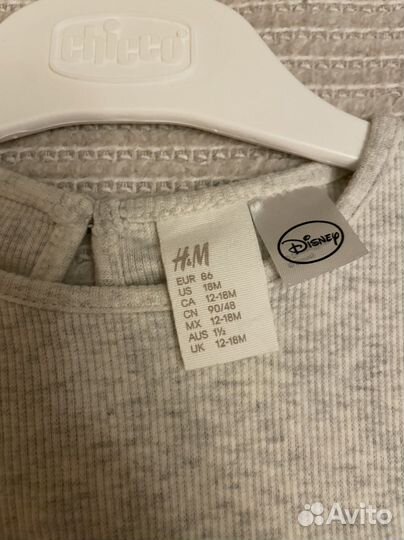 chicco
H&M
EUR 86
US 18M
CA 12-18M
CN 90/48
MX 12-18M
AUS 1½
UK 12-18M
Disney
Avito